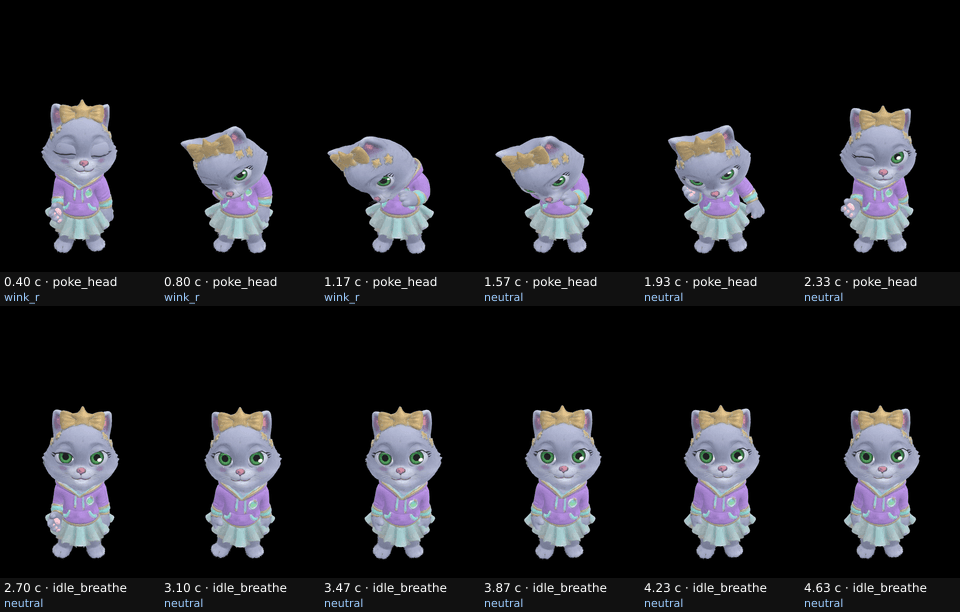 0.40 c · poke_head
wink_r
0.80 c · poke_head
wink_r
1.17 c · poke_head
wink_r
1.57 c · poke_head
neutral
1.93 c · poke_head
neutral
2.33 c · poke_head
neutral
2.70 c · idle_breathe
neutral
3.10 c · idle_breathe
neutral
3.47 c · idle_breathe
neutral
3.87 c · idle_breathe
neutral
4.23 c · idle_breathe
neutral
4.63 c · idle_breathe
neutral